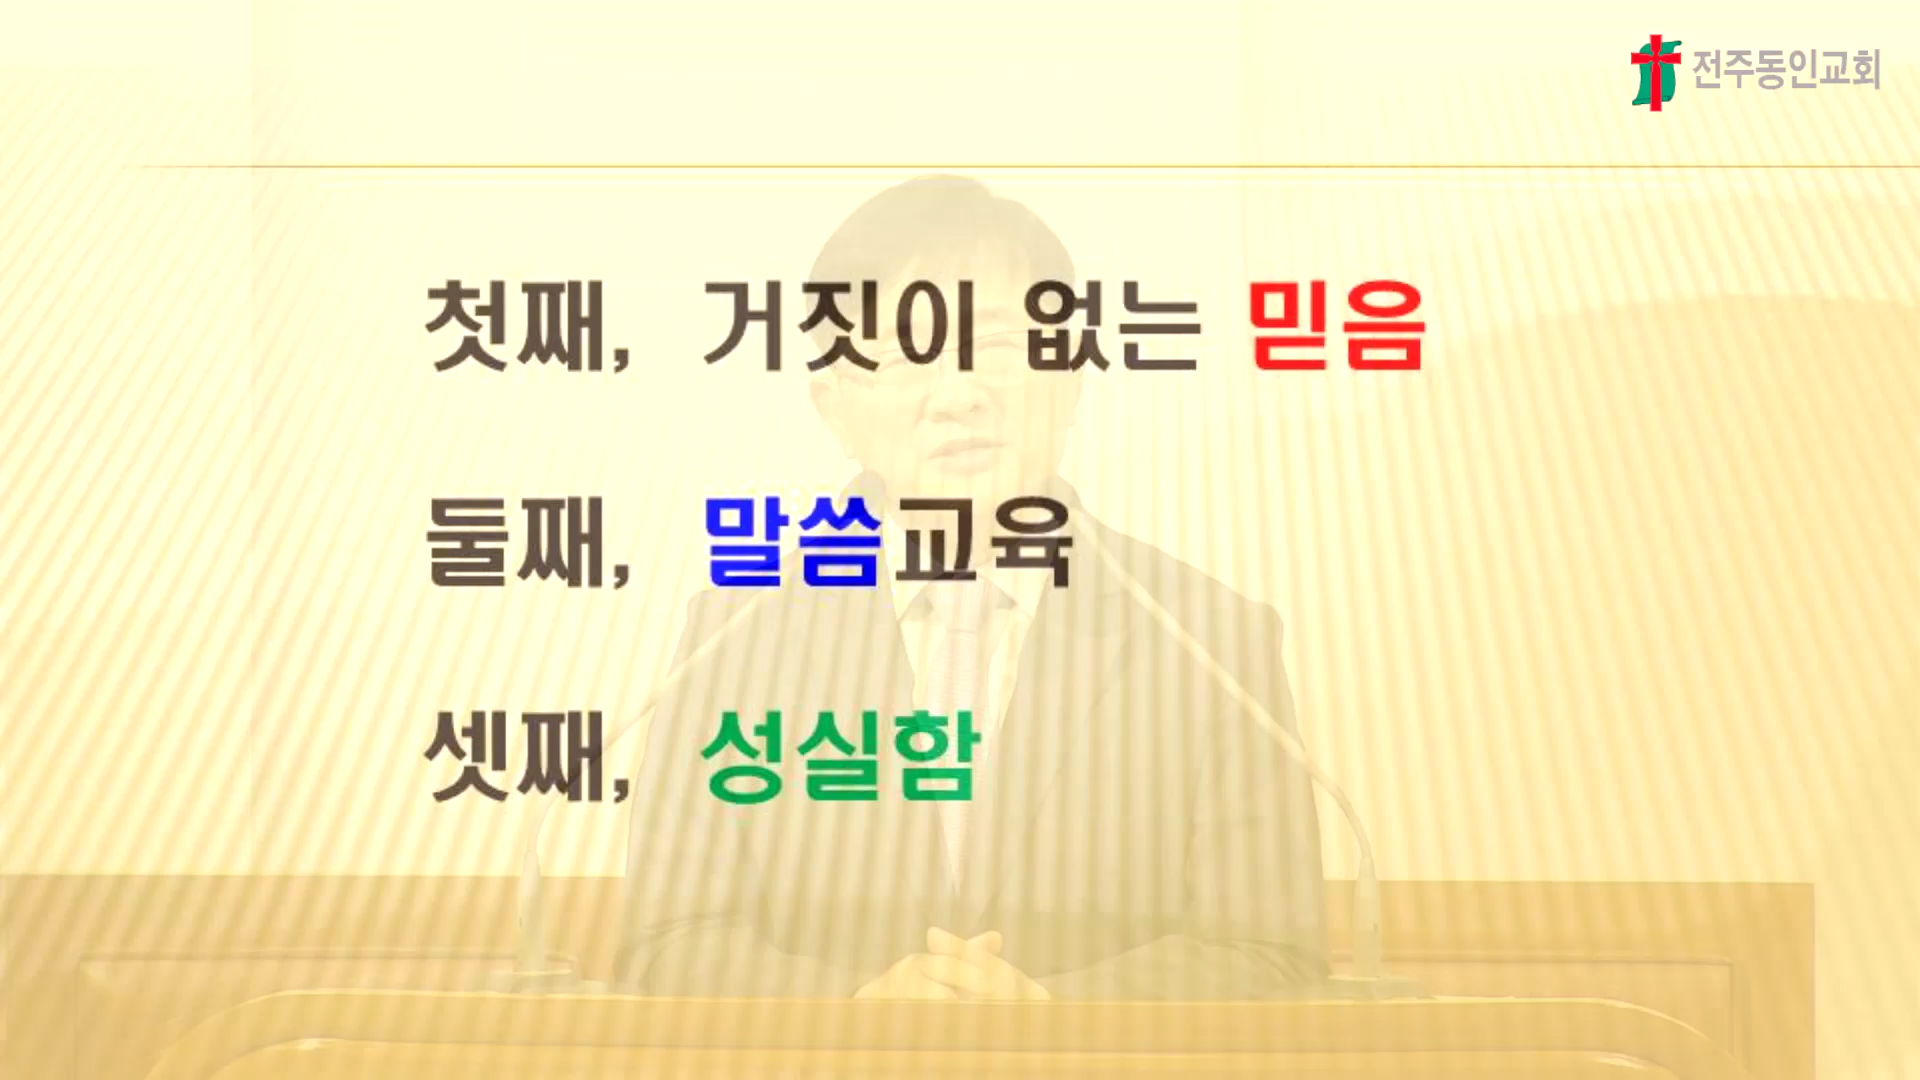 전주동인교회
첫째, 거짓이 없는 믿음
둘째, 말씀교육
셋째, 성실함